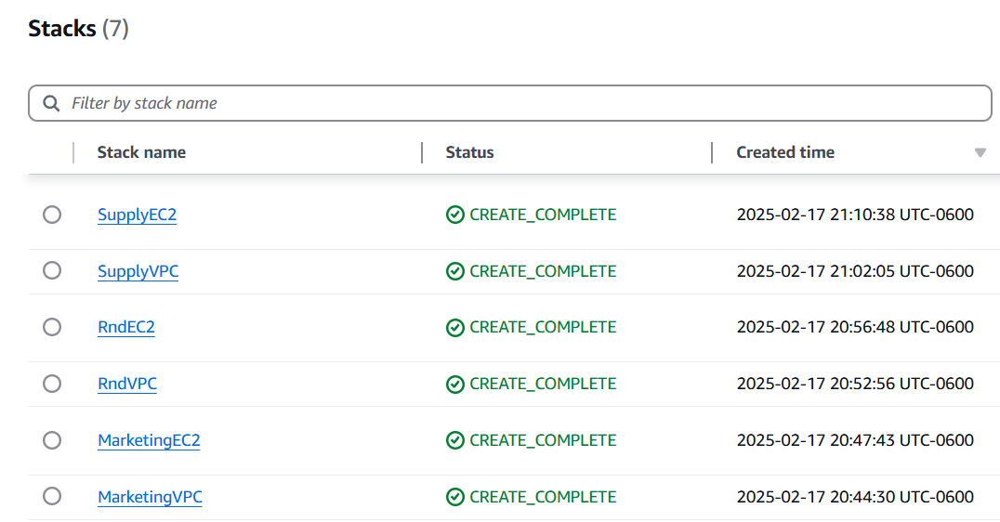 Stacks (7)
Filter by stack name
Stack name Status Created time
SupplyEC2 CREATE_COMPLETE 2025-02-17 21:10:38 UTC-0600
SupplyVPC CREATE_COMPLETE 2025-02-17 21:02:05 UTC-0600
RndEC2 CREATE_COMPLETE 2025-02-17 20:56:48 UTC-0600
RndVPC CREATE_COMPLETE 2025-02-17 20:52:56 UTC-0600
MarketingEC2 CREATE_COMPLETE 2025-02-17 20:47:43 UTC-0600
MarketingVPC CREATE_COMPLETE 2025-02-17 20:44:30 UTC-0600